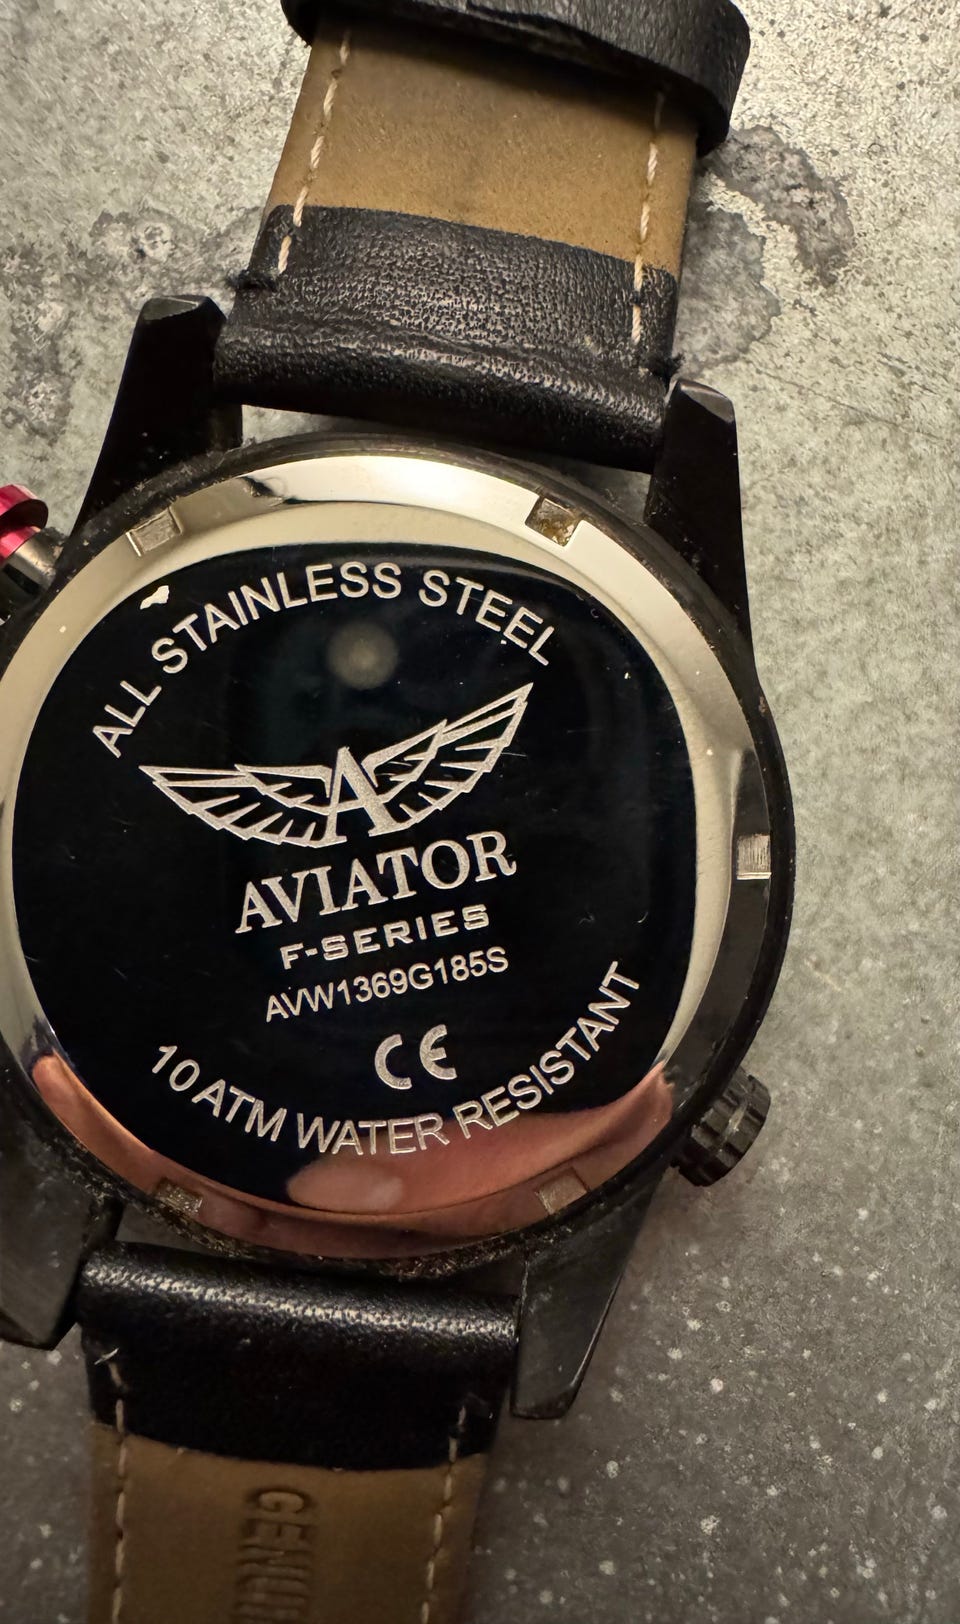 ALL STAINLESS STEEL
A
AVIATOR
F-SERIES
AVW1369G185S
CE
10 ATM WATER RESISTANT